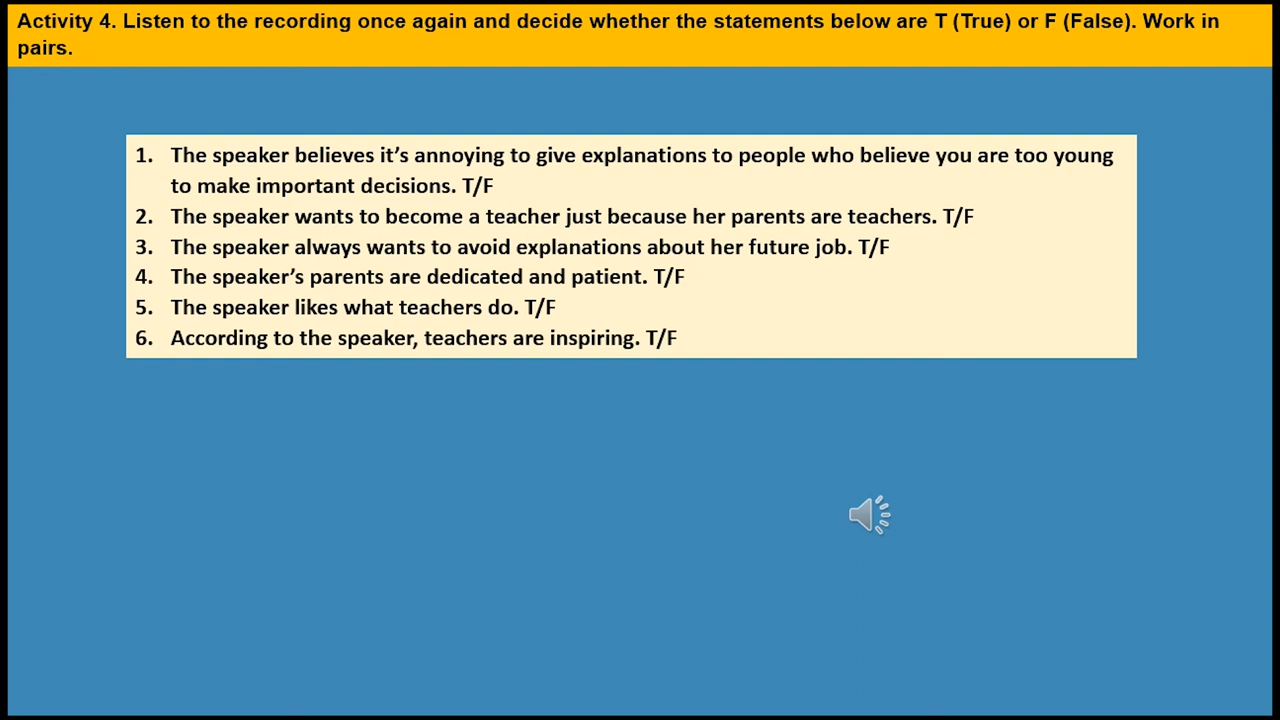 Activity 4. Listen to the recording once again and decide whether the statements below are T (True) or F (False). Work in
pairs.
1. The speaker believes it’s annoying to give explanations to people who believe you are too young
to make important decisions. T/F
2. The speaker wants to become a teacher just because her parents are teachers. T/F
3. The speaker always wants to avoid explanations about her future job. T/F
4. The speaker’s parents are dedicated and patient. T/F
5. The speaker likes what teachers do. T/F
6. According to the speaker, teachers are inspiring. T/F